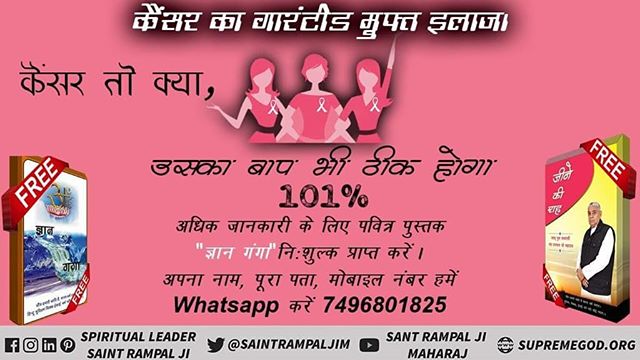 कैंसर का गारंटीड मुफ्त इलाज
कैंसर तो क्या,
उसका बाप भी ठीक होगा
101%
अधिक जानकारी के लिए पवित्र पुस्तक
"ज्ञान गंगा" नि:शुल्क प्राप्त करें।
अपना नाम, पूरा पता, मोबाइल नंबर हमें
Whatsapp करें 7496801825
FREE
ज्ञान
गंगा
FREE
जीने
की
राह
SPIRITUAL LEADER
SAINT RAMPAL JI
@SAINTRAMPALJIM
SANT RAMPAL JI
MAHARAJ
SUPREMEGOD.ORG